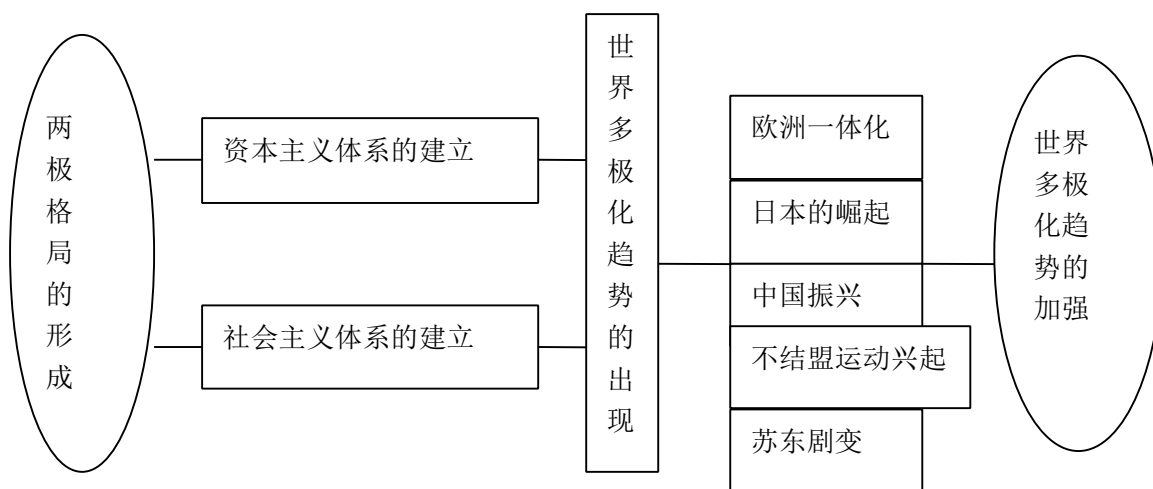 两极格局的形成
资本主义体系的建立
社会主义体系的建立
世界多极化趋势的出现
欧洲一体化
日本的崛起
中国振兴
不结盟运动兴起
苏东剧变
世界
多极
化趋
势的
加强